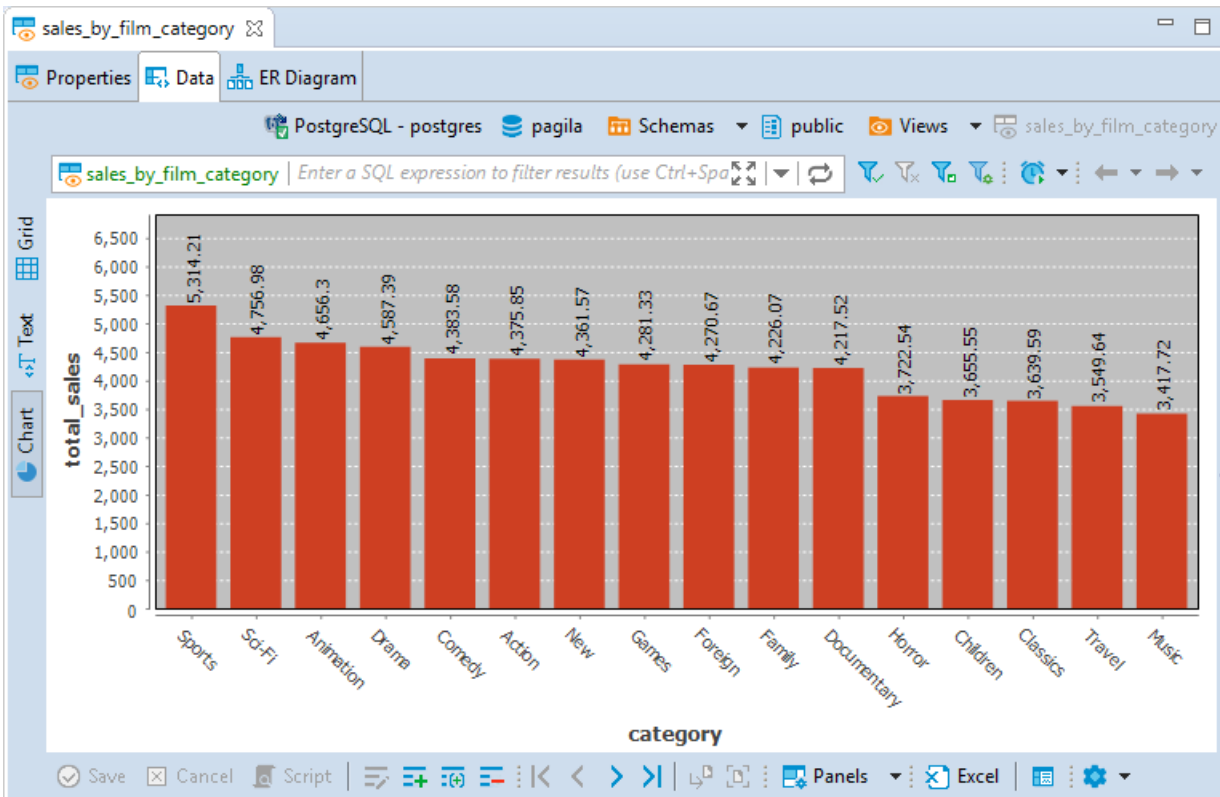 sales_by_film_category
Properties Data ER Diagram
PostgreSQL - postgres pagila Schemas public Views sales_by_film_category
sales_by_film_category Enter a SQL expression to filter results (use Ctrl+Spa
Grid
Text
Chart
total_sales
6,500
6,000
5,500
5,000
4,500
4,000
3,500
3,000
2,500
2,000
1,500
1,000
500
0
5,314.21 4,756.98 4,656.3 4,587.39 4,383.58 4,375.85 4,361.57 4,281.33 4,270.67 4,226.07 4,217.52 3,722.54 3,655.55 3,639.59 3,549.64 3,417.72
Sports Sci-Fi Animation Drama Comedy Action New Games Foreign Family Documentary Horror Children Classics Travel Music
category
Save Cancel Script Panels Excel